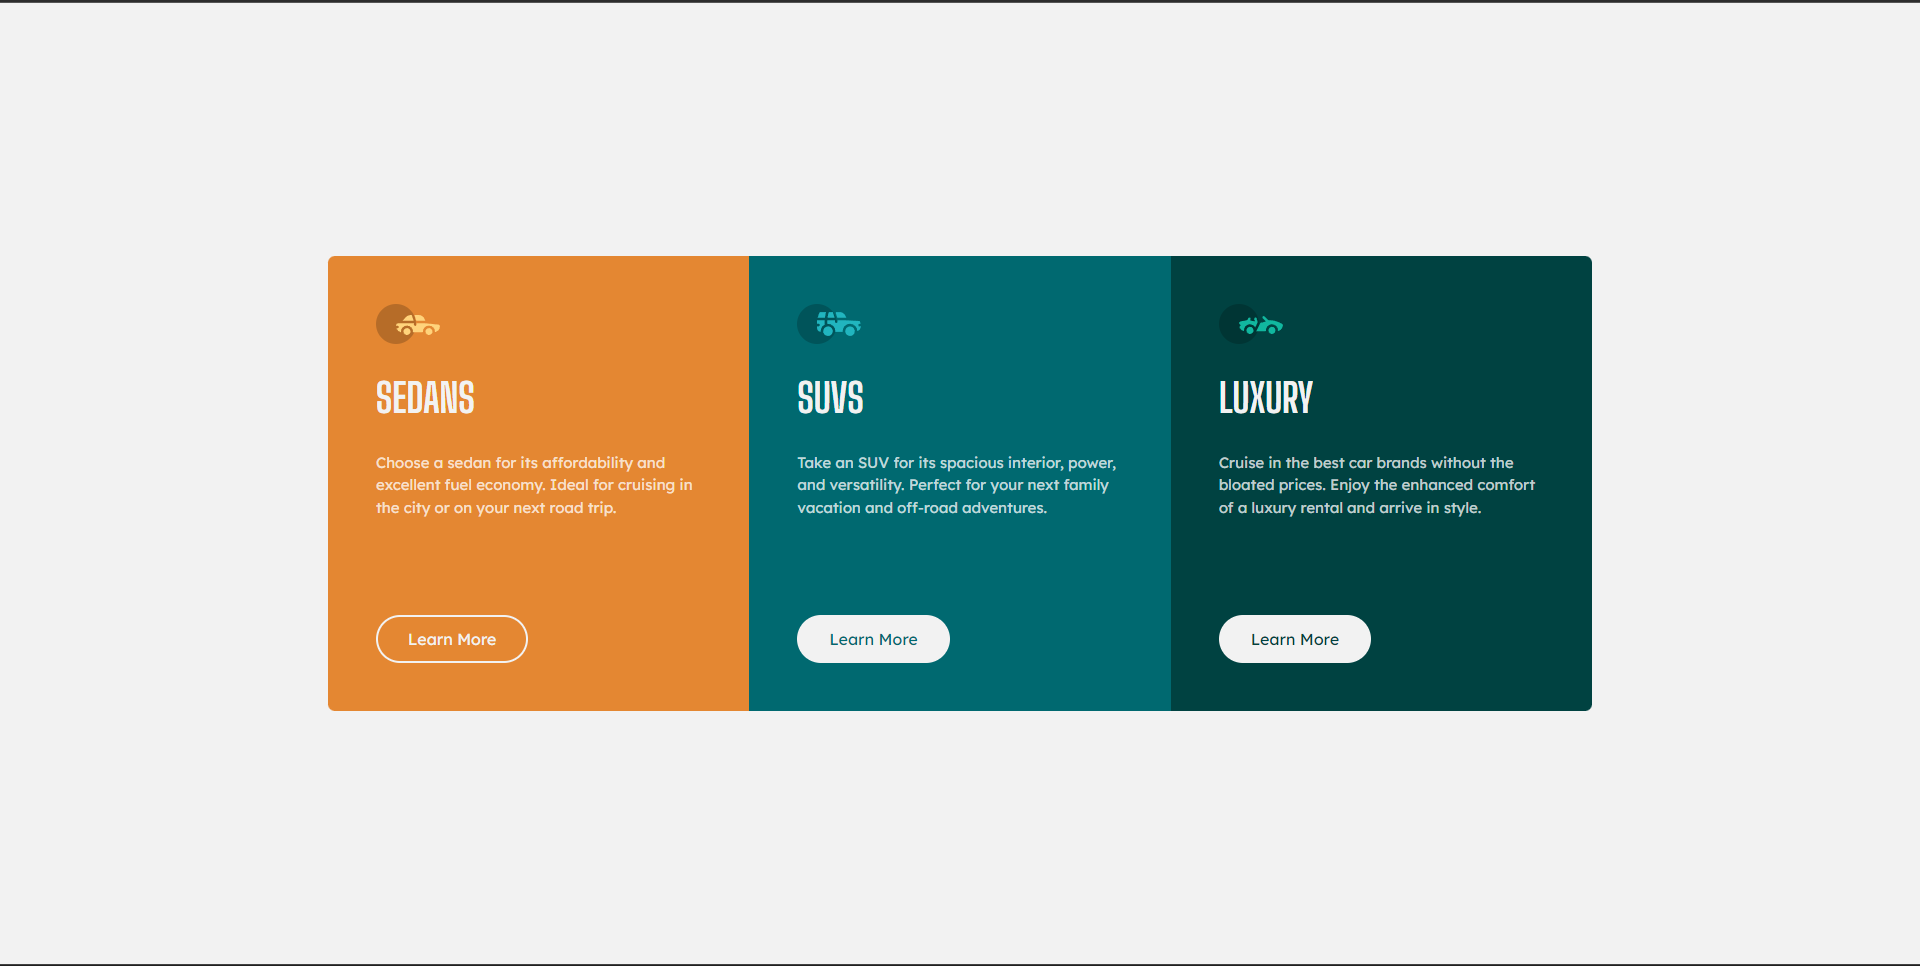 SEDANS
Choose a sedan for its affordability and
excellent fuel economy. Ideal for cruising in
the city or on your next road trip.
Learn More
SUVS
Take an SUV for its spacious interior, power,
and versatility. Perfect for your next family
vacation and off-road adventures.
Learn More
LUXURY
Cruise in the best car brands without the
bloated prices. Enjoy the enhanced comfort
of a luxury rental and arrive in style.
Learn More